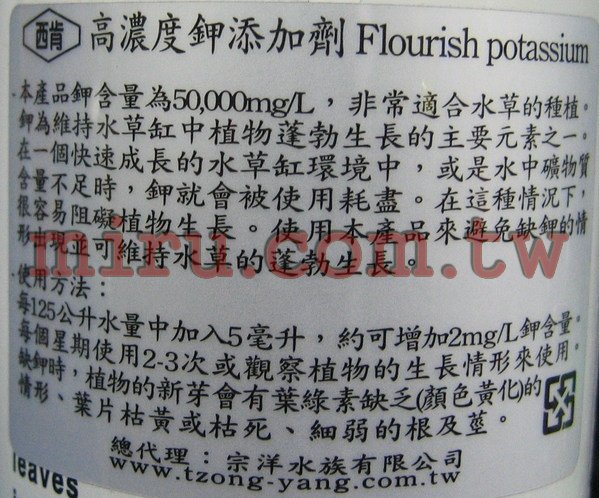 西肯 高濃度鉀添加劑 Flourish potassium
本產品鉀含量為50,000mg/L，非常適合水草的種植。
鉀為維持水草缸中植物蓬勃生長的主要元素之一。
在一個快速成長的水草缸環境中，或是水中礦物質
含量不足時，鉀就會被使用耗盡。在這種情況下，
很容易阻礙植物生長。使用本產品來避免缺鉀的情
形出現並可維持水草的蓬勃生長。
miru.com.tw
使用方法：
每125公升水量中加入5毫升，約可增加2mg/L鉀含量。
每個星期使用2-3次或觀察植物的生長情形來使用。
缺鉀時，植物的新芽會有葉綠素缺乏(顏色黃化)的
情形、葉片枯黃或枯死、細弱的根及莖。
總代理：宗洋水族有限公司
www.tzong-yang.com.tw
leaves